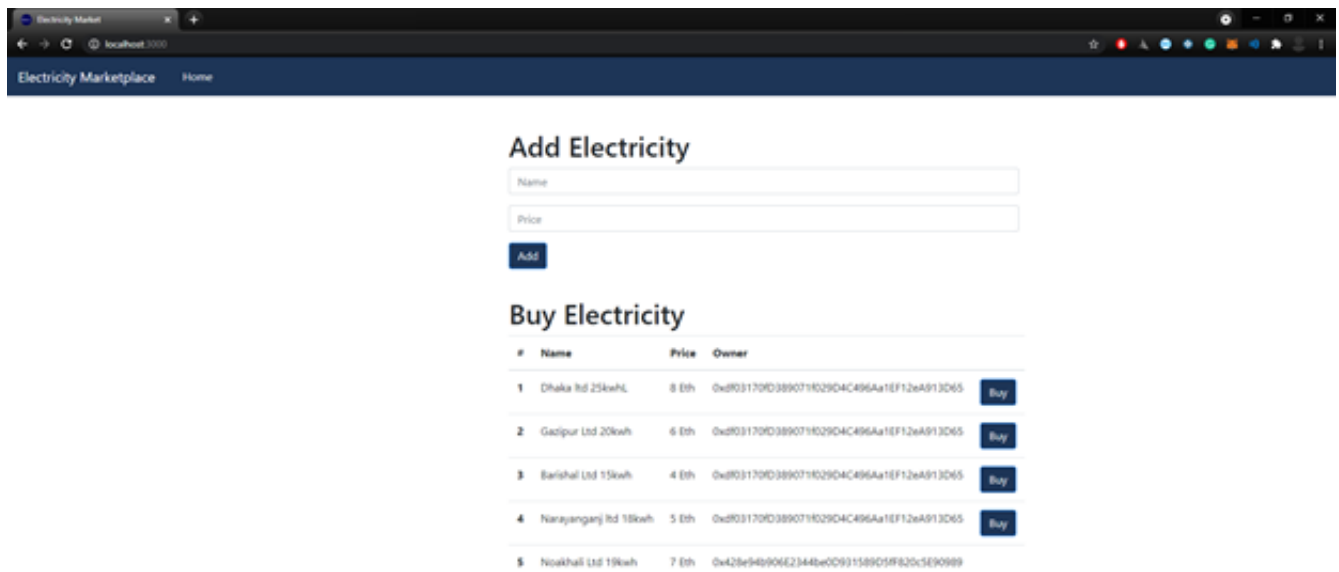 Electricity Market
localhost:3000
Electricity Marketplace Home
Add Electricity
Name
Price
Add
Buy Electricity
# Name Price Owner
1 Dhaka ltd 25kwhL 8 Eth 0xdf03170fD389071f029D4C496Aa1EF12eA913D65 Buy
2 Gazipur Ltd 20kwh 6 Eth 0xdf03170fD389071f029D4C496Aa1EF12eA913D65 Buy
3 Barishal Ltd 15kwh 4 Eth 0xdf03170fD389071f029D4C496Aa1EF12eA913D65 Buy
4 Narayanganj ltd 18kwh 5 Eth 0xdf03170fD389071f029D4C496Aa1EF12eA913D65 Buy
5 Noakhali Ltd 19kwh 7 Eth